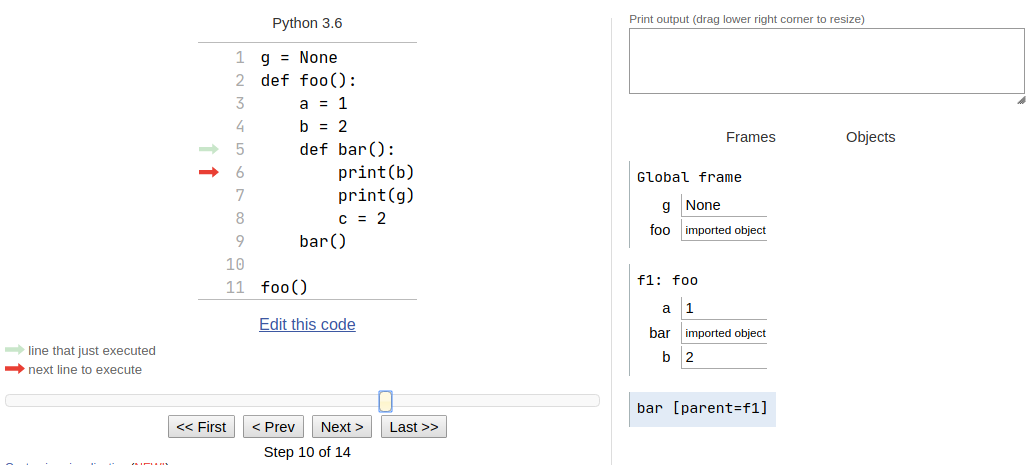 Python 3.6
1 g = None
2 def foo():
3     a = 1
4     b = 2
5     def bar():
6         print(b)
7         print(g)
8         c = 2
9     bar()
10
11 foo()
Edit this code
line that just executed
next line to execute
<< First < Prev Next > Last >>
Step 10 of 14
Print output (drag lower right corner to resize)
Frames Objects
Global frame
g None
foo imported object
f1: foo
a 1
bar imported object
b 2
bar [parent=f1]